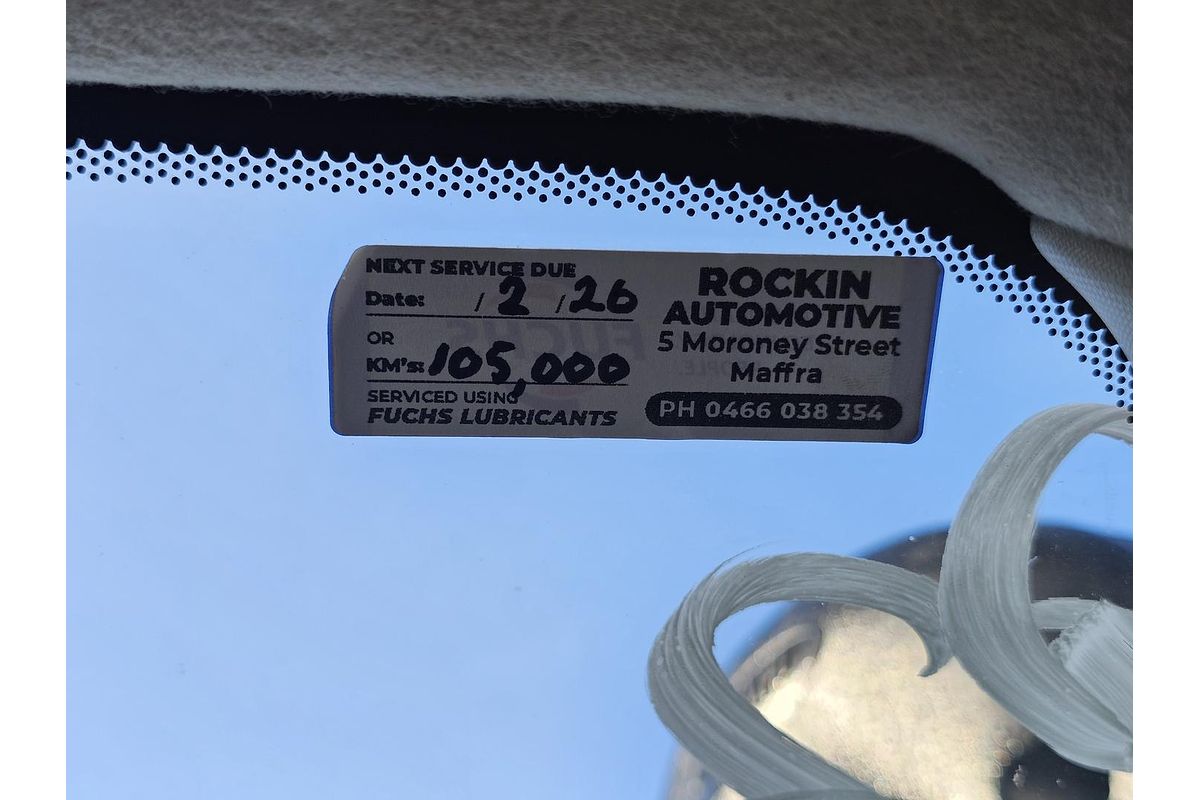 NEXT SERVICE DUE
Date: / 2 / 26
OR
KM's: 105,000
SERVICED USING
FUCHS LUBRICANTS
ROCKIN
AUTOMOTIVE
5 Moroney Street
Maffra
PH 0466 038 354
FUCHS